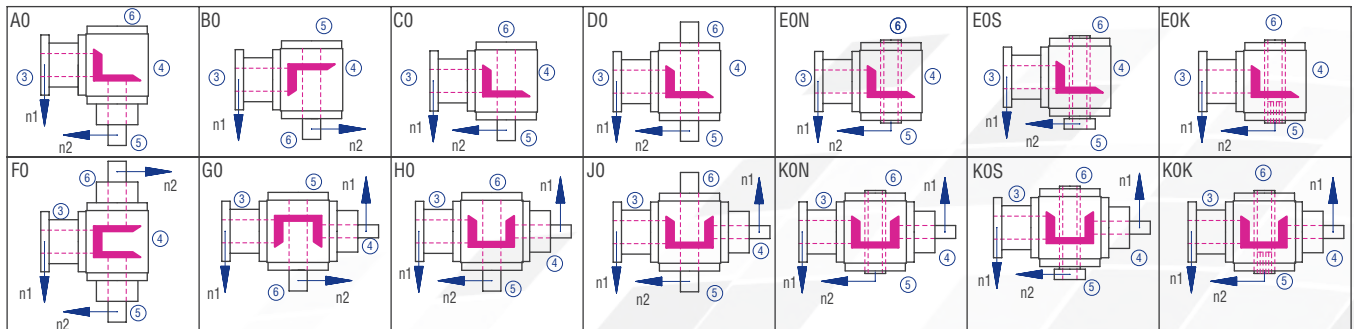 A0 B0 C0 D0 E0N E0S E0K
6 5 6 6 6 6 6
3 4 3 4 3 4 3 4 3 4 3 4 3 4
n1 n1 n1 n1 n1 n1 n1
n2 5 6 n2 n2 5 n2 5 n2 5 n2 5 n2 5
F0 G0 H0 J0 K0N K0S K0K
6 n2 3 5 n1 3 6 n1 3 6 n1 3 6 n1 3 6 n1 3 6 n1
3 4 4 4 4 4 4 4
n1 n1 n1 n1 n1 n1 n1
n2 5 6 n2 n2 5 n2 5 n2 5 n2 5 n2 5